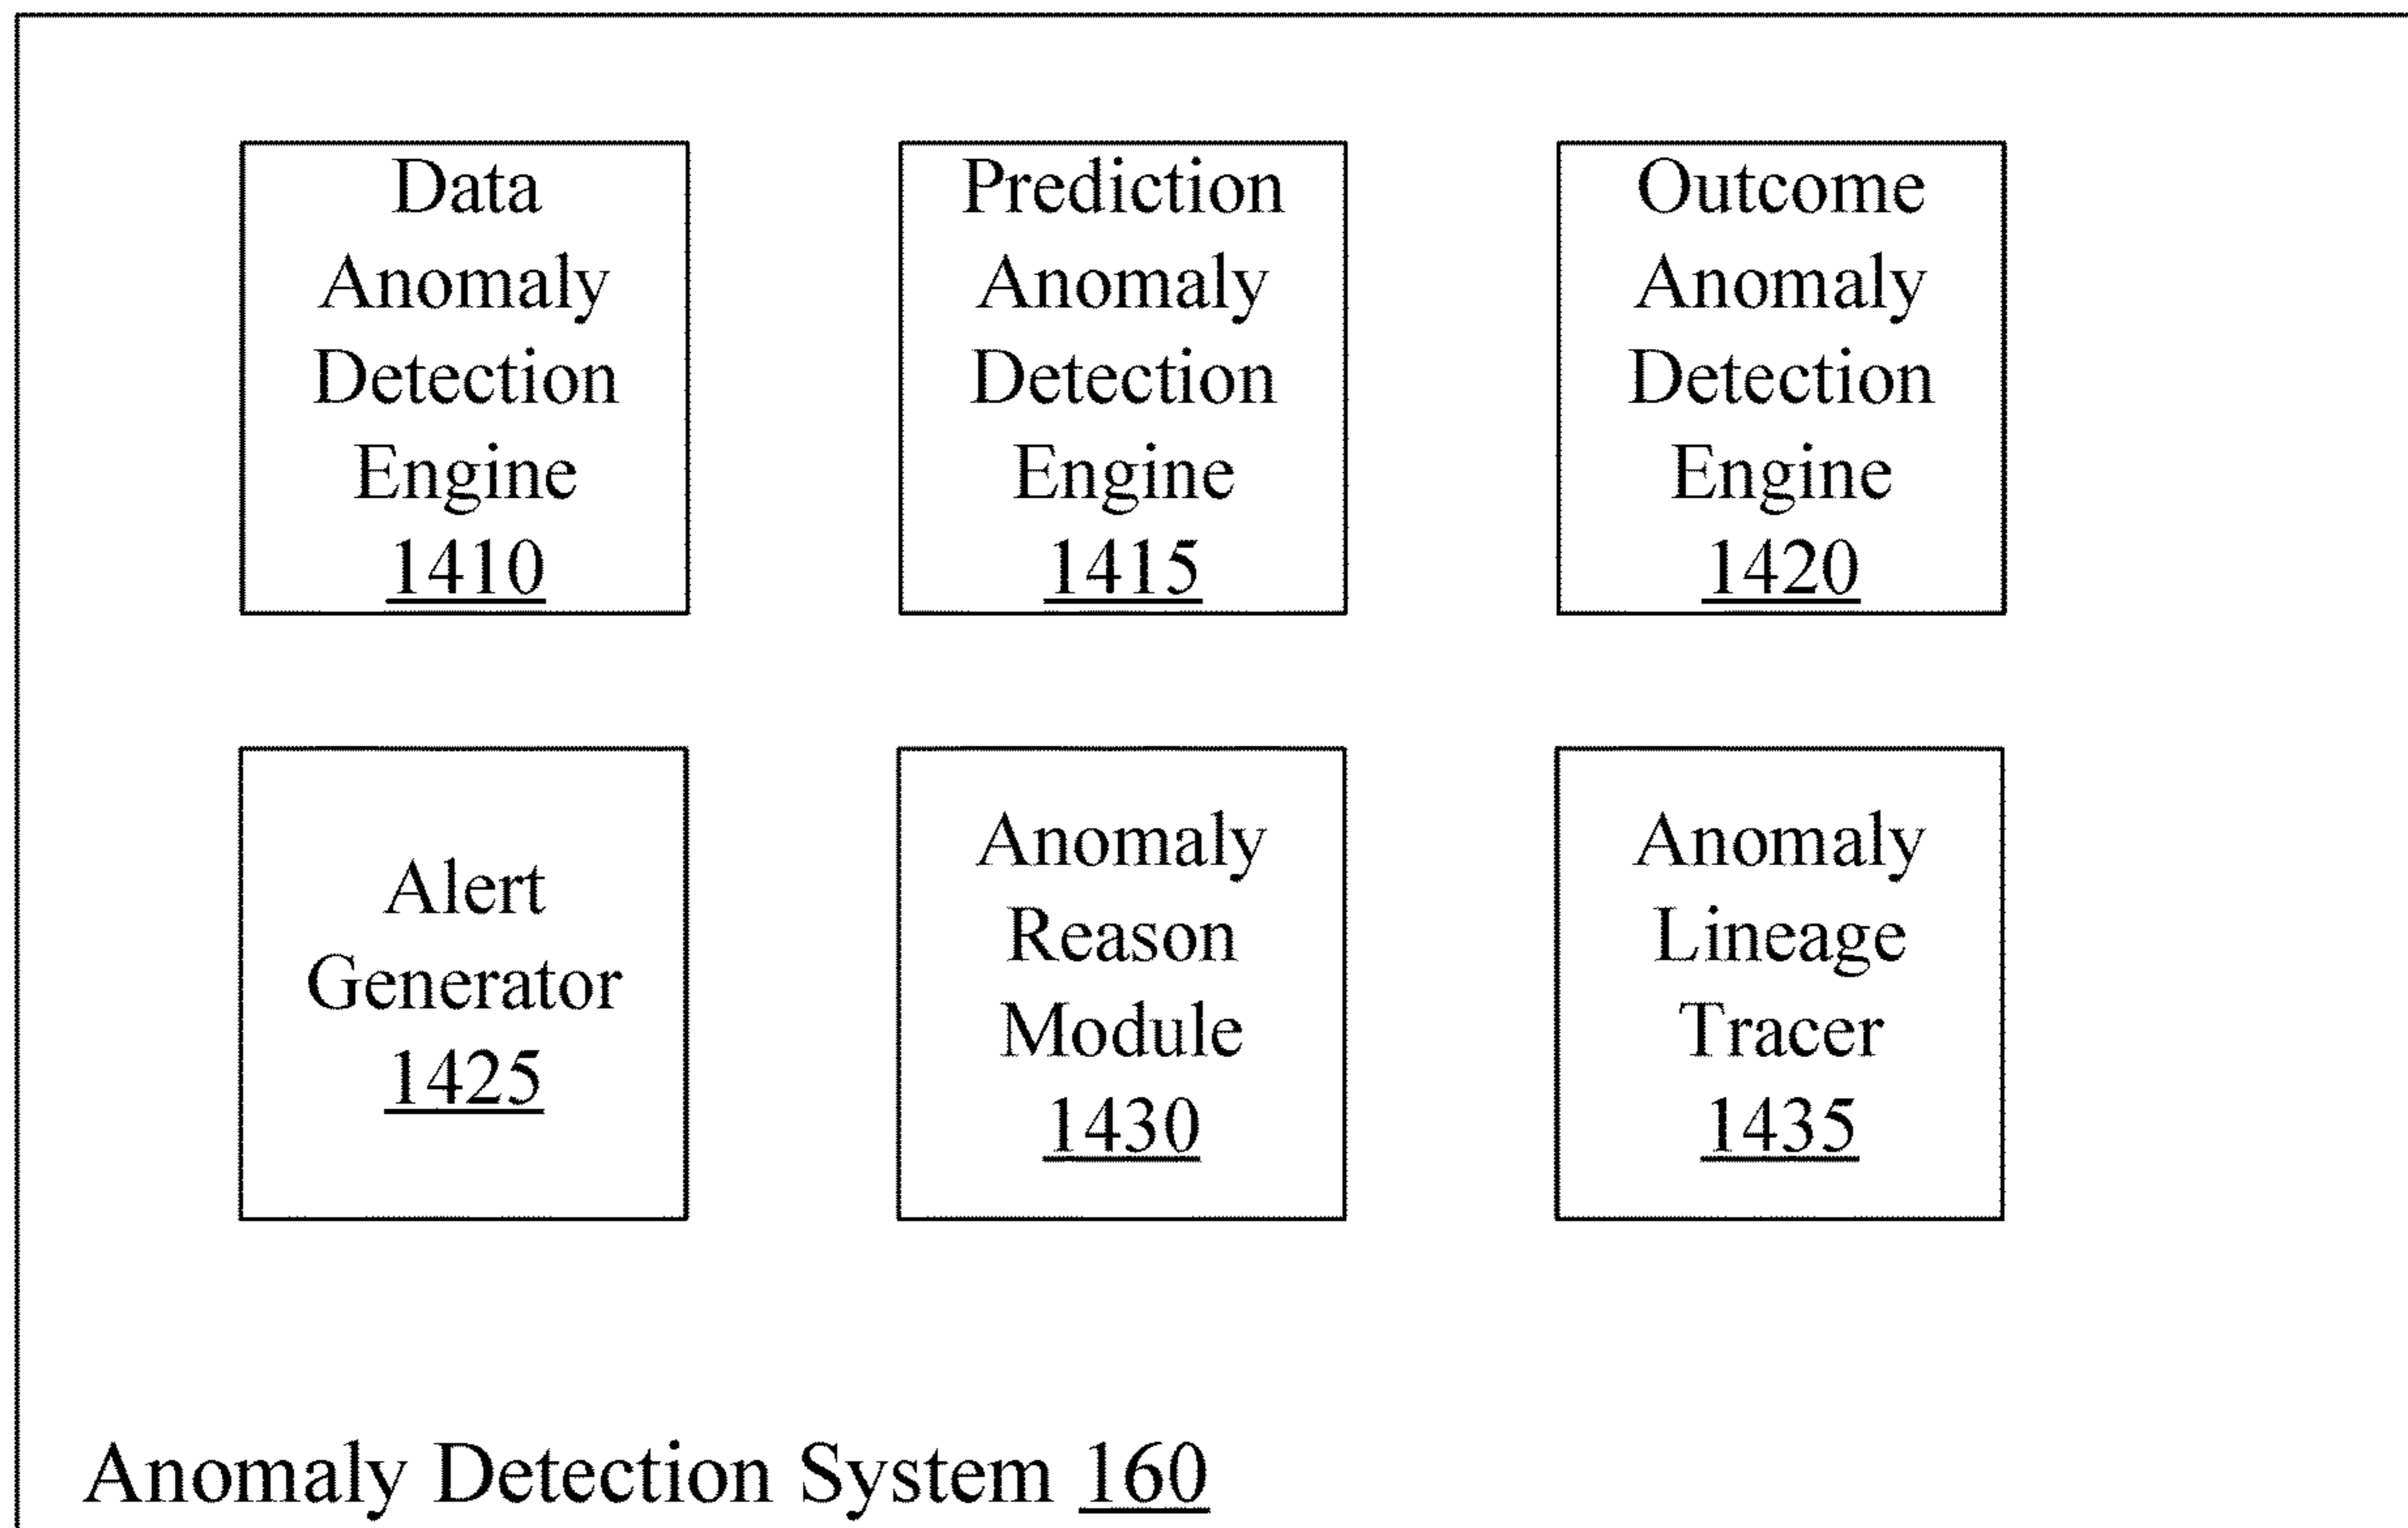 Data
Anomaly
Detection
Engine
1410
Prediction
Anomaly
Detection
Engine
1415
Outcome
Anomaly
Detection
Engine
1420
Alert
Generator
1425
Anomaly
Reason
Module
1430
Anomaly
Lineage
Tracer
1435
Anomaly Detection System 160